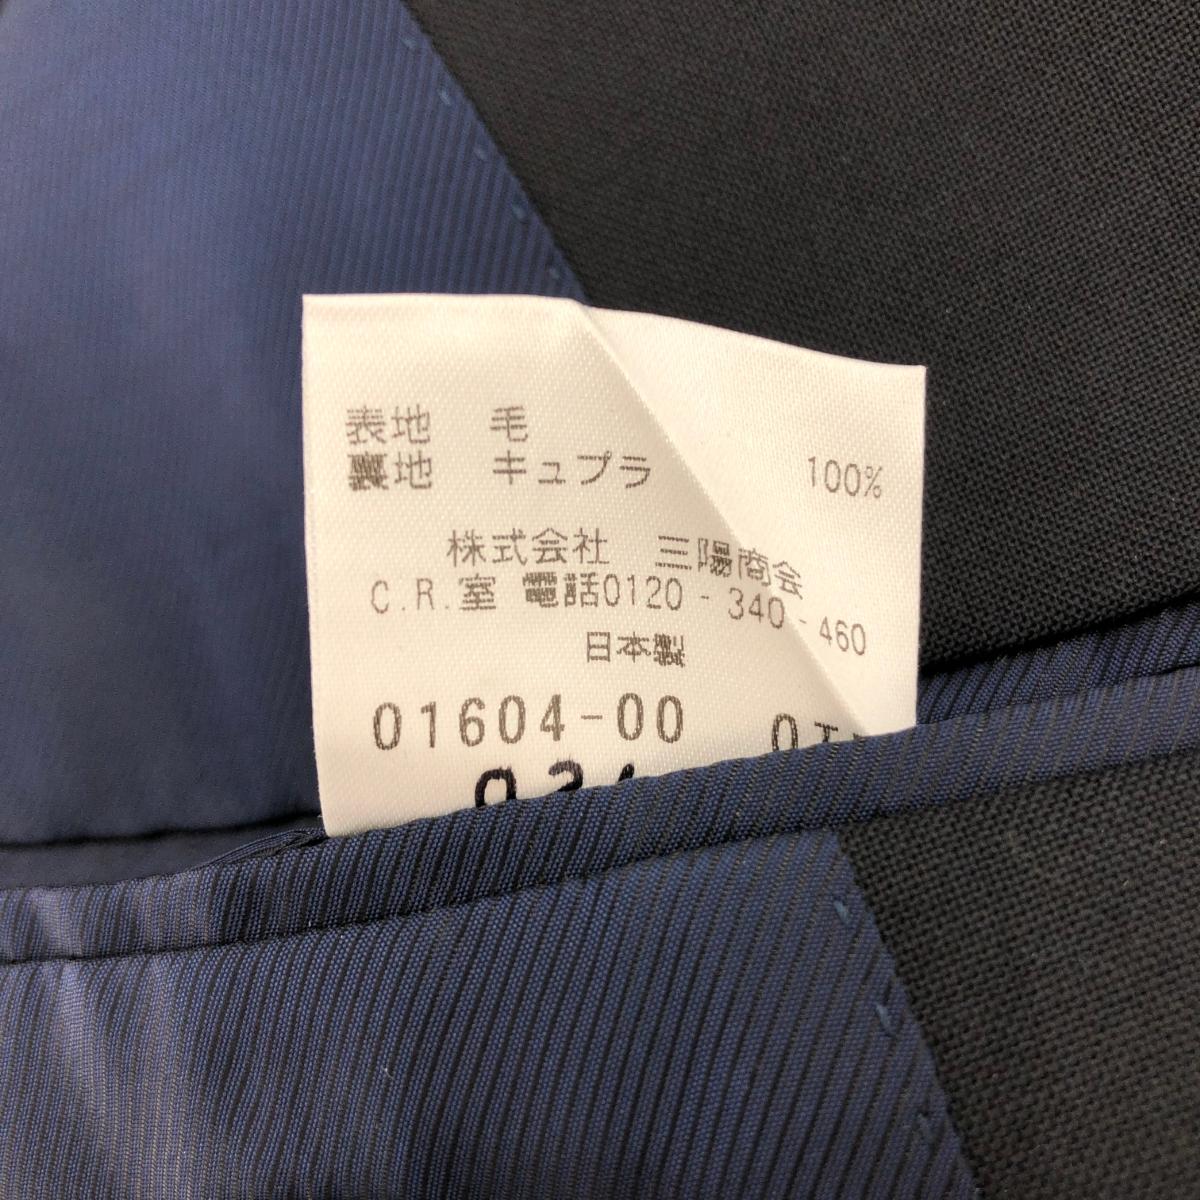 表地 毛
裏地 キュプラ 100%
株式会社 三陽商会
C.R.室 電話0120-340-460
日本製
01604-00